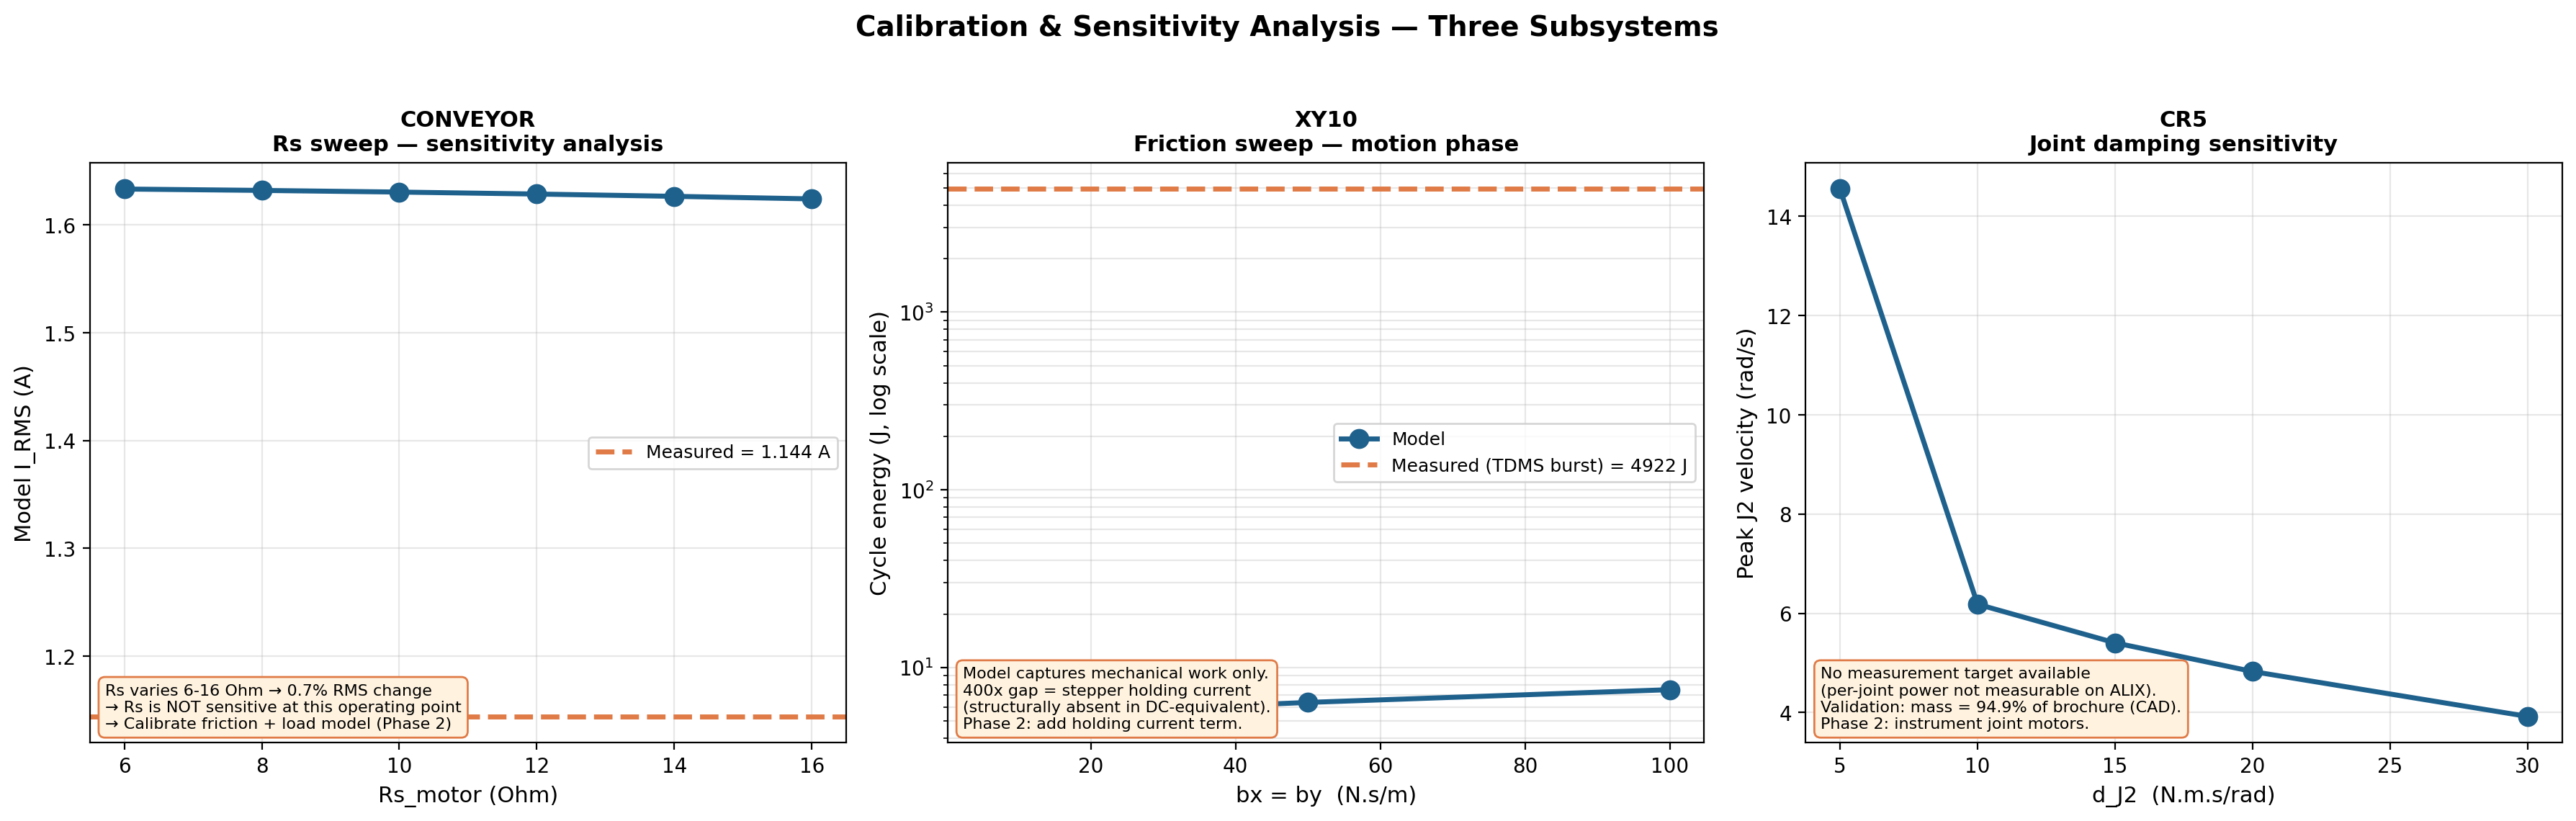 Calibration & Sensitivity Analysis — Three Subsystems
CONVEYOR
Rs sweep — sensitivity analysis
Model I_RMS (A)
1.6
1.5
1.4
1.3
1.2
Measured = 1.144 A
Rs varies 6-16 Ohm → 0.7% RMS change
→ Rs is NOT sensitive at this operating point
→ Calibrate friction + load model (Phase 2)
6 8 10 12 14 16
Rs_motor (Ohm)
XY10
Friction sweep — motion phase
Cycle energy (J, log scale)
10³
10²
10¹
Model
Measured (TDMS burst) = 4922 J
Model captures mechanical work only.
400x gap = stepper holding current
(structurally absent in DC-equivalent).
Phase 2: add holding current term.
20 40 60 80 100
bx = by (N.s/m)
CR5
Joint damping sensitivity
Peak J2 velocity (rad/s)
14
12
10
8
6
4
No measurement target available
(per-joint power not measurable on ALIX).
Validation: mass = 94.9% of brochure (CAD).
Phase 2: instrument joint motors.
5 10 15 20 25 30
d_J2 (N.m.s/rad)